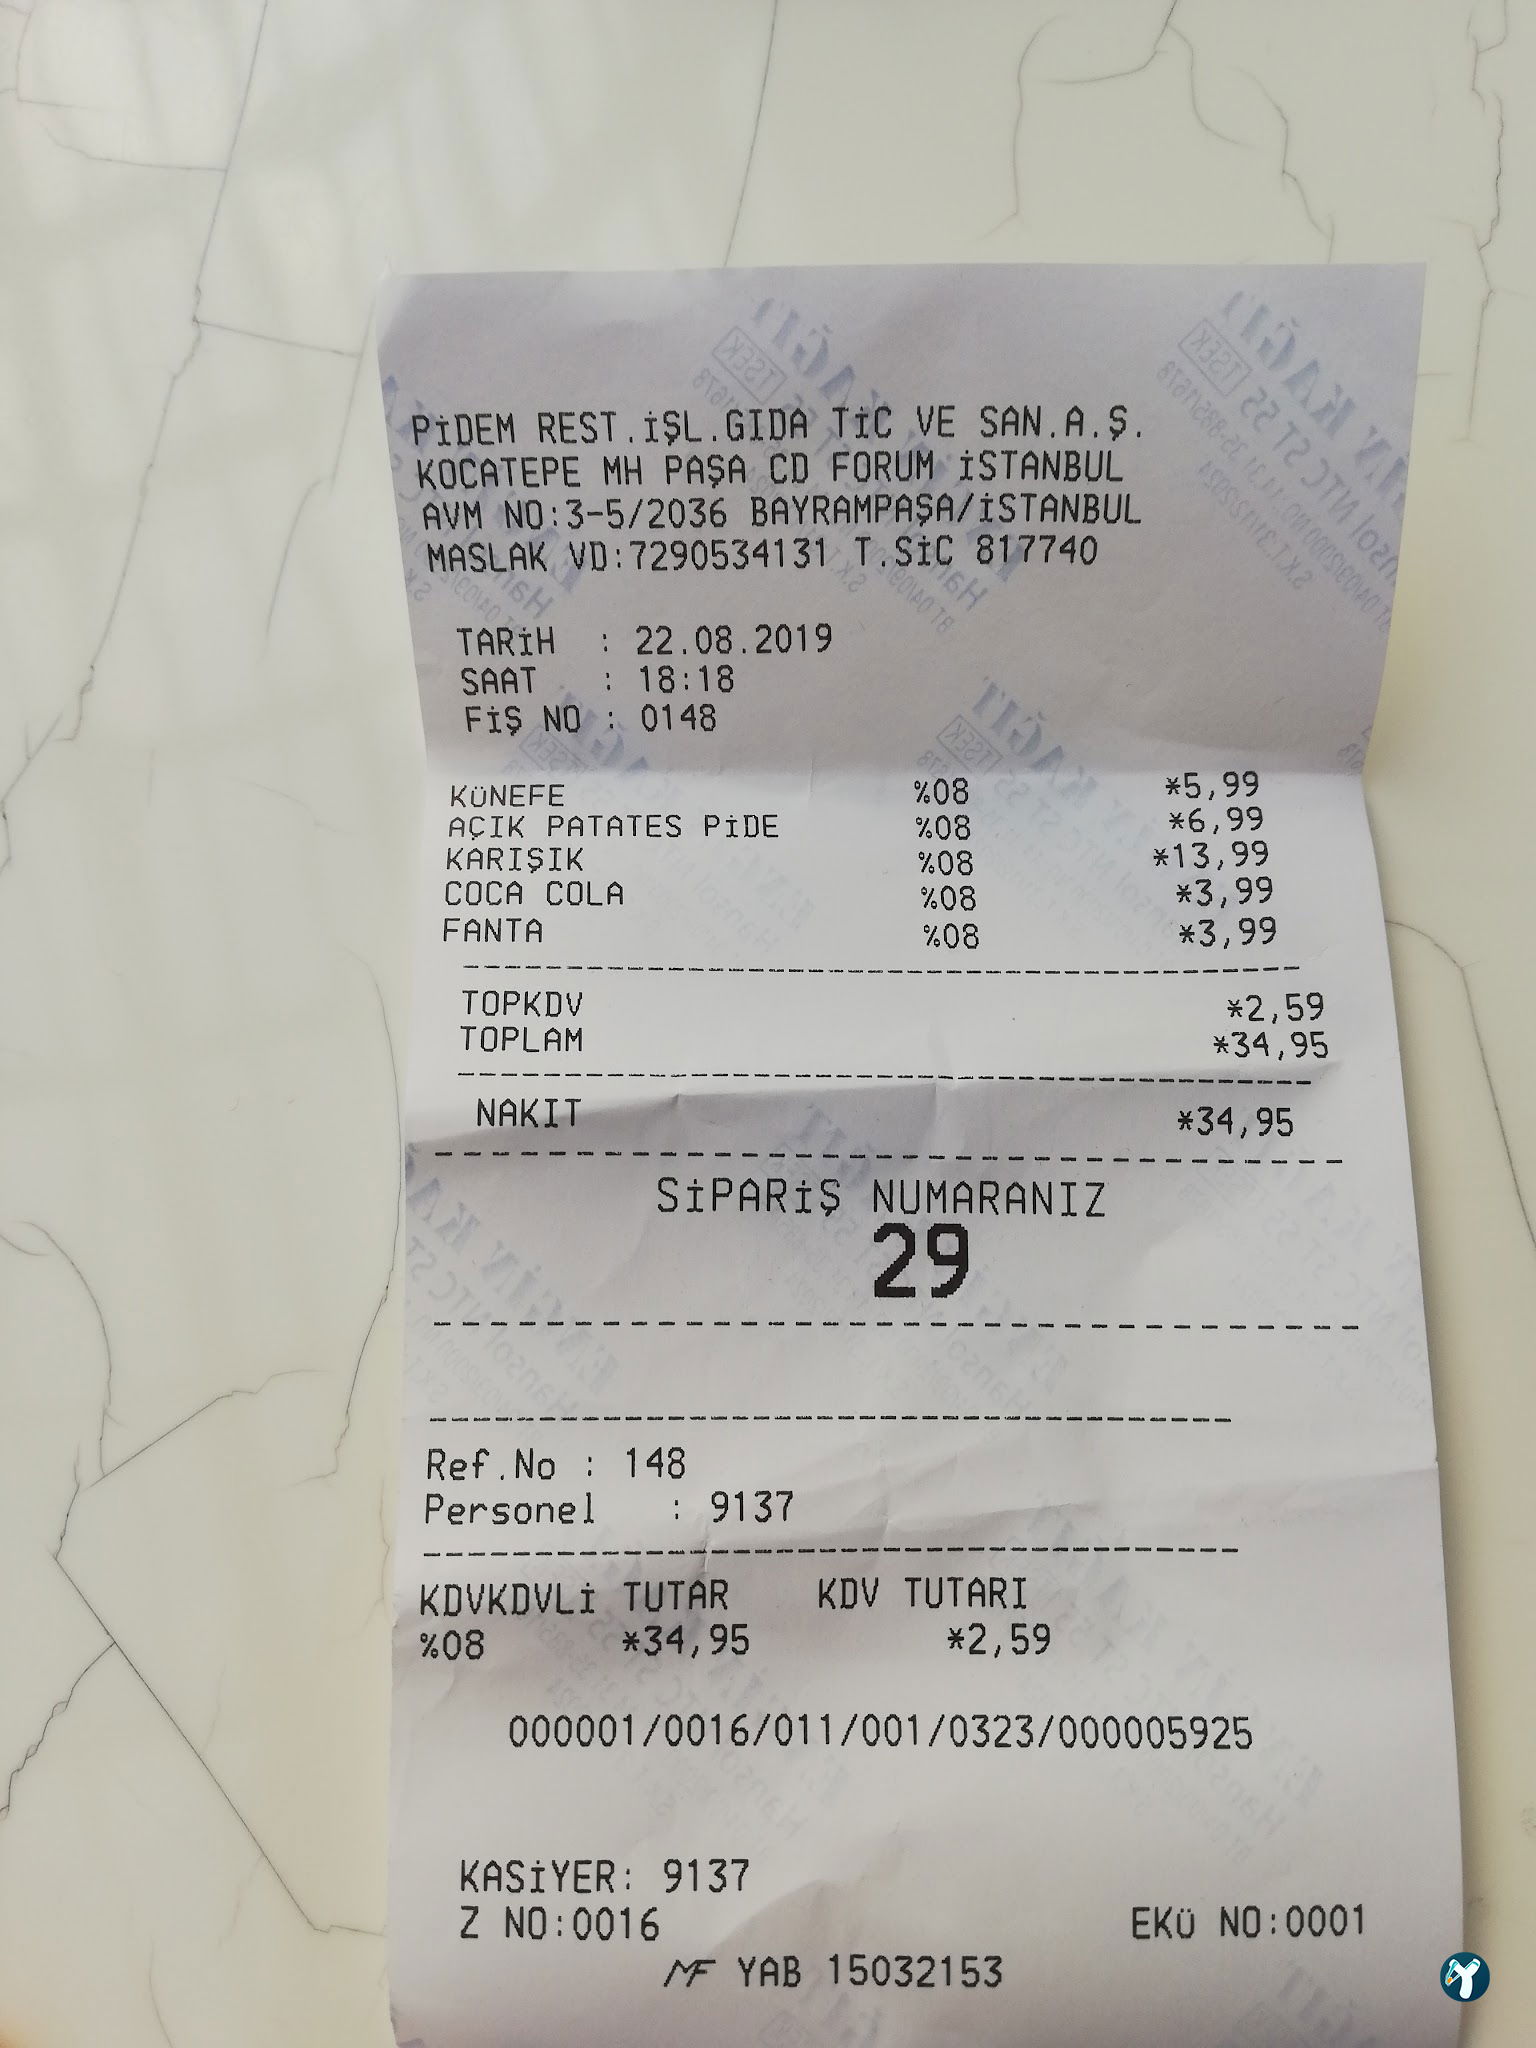 PİDEM REST.İŞL.GIDA TİC VE SAN.A.Ş.
KOCATEPE MH PAŞA CD FORUM İSTANBUL
AVM NO:3-5/2036 BAYRAMPAŞA/İSTANBUL
MASLAK VD:7290534131 T.SİC 817740
TARİH : 22.08.2019
SAAT : 18:18
FİŞ NO : 0148
KÜNEFE %08 *5,99
AÇIK PATATES PİDE %08 *6,99
KARIŞIK %08 *13,99
COCA COLA %08 *3,99
FANTA %08 *3,99
TOPKDV *2,59
TOPLAM *34,95
NAKIT *34,95
SİPARİŞ NUMARANIZ
29
Ref.No : 148
Personel : 9137
KDVKDVLİ TUTAR KDV TUTARI
%08 *34,95 *2,59
000001/0016/011/001/0323/000005925
KASİYER: 9137
Z NO:0016 EKÜ NO:0001
MF YAB 15032153